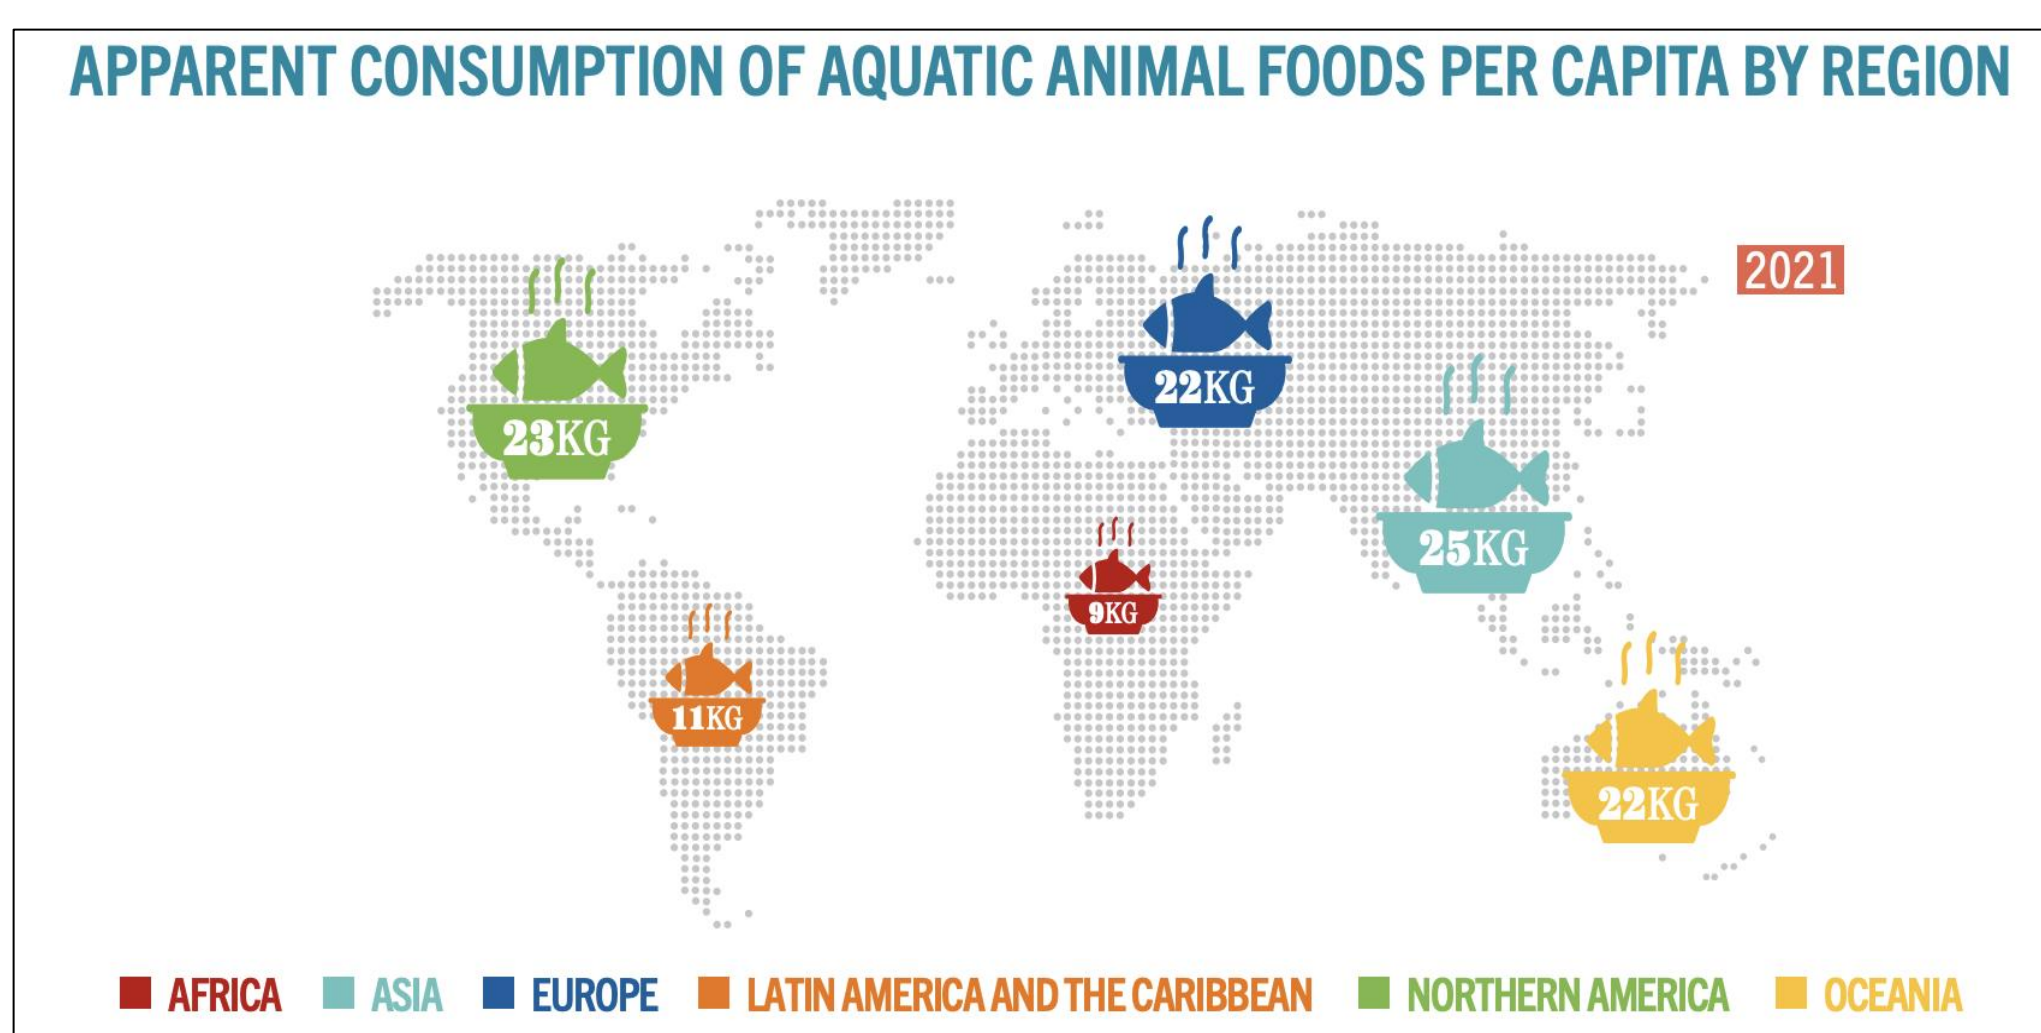 APPARENT CONSUMPTION OF AQUATIC ANIMAL FOODS PER CAPITA BY REGION
2021
23KG
22KG
25KG
9KG
11KG
22KG
AFRICA
ASIA
EUROPE
LATIN AMERICA AND THE CARIBBEAN
NORTHERN AMERICA
OCEANIA